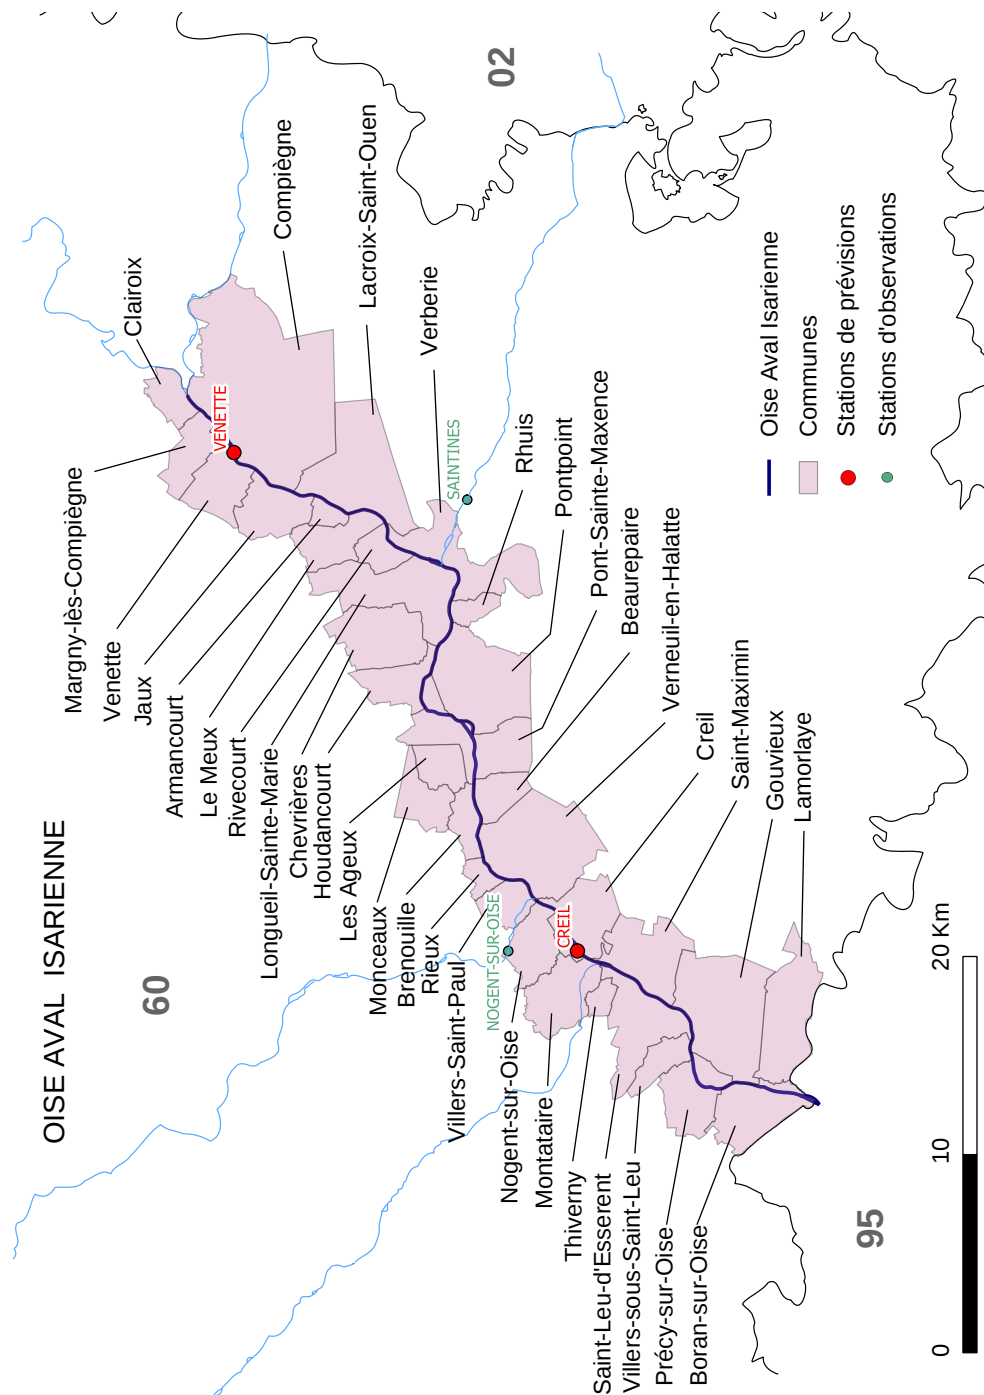 OISE AVAL ISARIENNE
60
02
95
Clairoix
Compiègne
Lacroix-Saint-Ouen
Verberie
Rhuis
Pontpoint
Pont-Sainte-Maxence
Beaurepaire
Verneuil-en-Halatte
Creil
Saint-Maximin
Gouvieux
Lamorlaye
Margny-lès-Compiègne
Venette
Jaux
Armancourt
Le Meux
Rivecourt
Longueil-Sainte-Marie
Chevrières
Houdancourt
Les Ageux
Monceaux
Brenouille
Rieux
Villers-Saint-Paul
Nogent-sur-Oise
Montataire
Thiverny
Saint-Leu-d'Esserent
Villers-sous-Saint-Leu
Précy-sur-Oise
Boran-sur-Oise
VENETTE
SAINTINES
NOGENT-SUR-OISE
CREIL
Oise Aval Isarienne
Communes
Stations de prévisions
Stations d'observations
0 10 20 Km